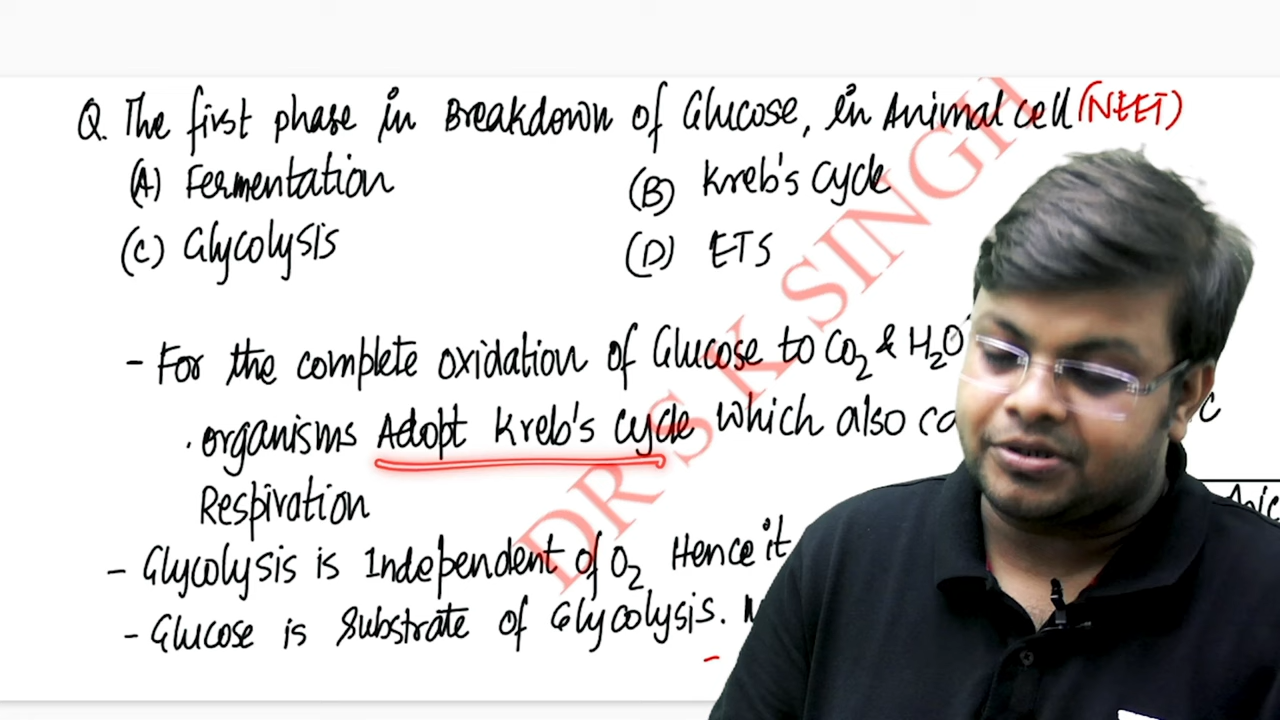 Q. The first phase in Breakdown of Glucose, in Animal cell (NEET)
(A) Fermentation (B) Kreb's Cycle
(C) Glycolysis (D) ETS
- For the complete oxidation of Glucose to CO2 & H2O
. organisms Adopt Kreb's Cycle which also
Respiration
- Glycolysis is Independent of O2 Hence it
- Glucose is Substrate of Glycolysis.
DR S K SINGH